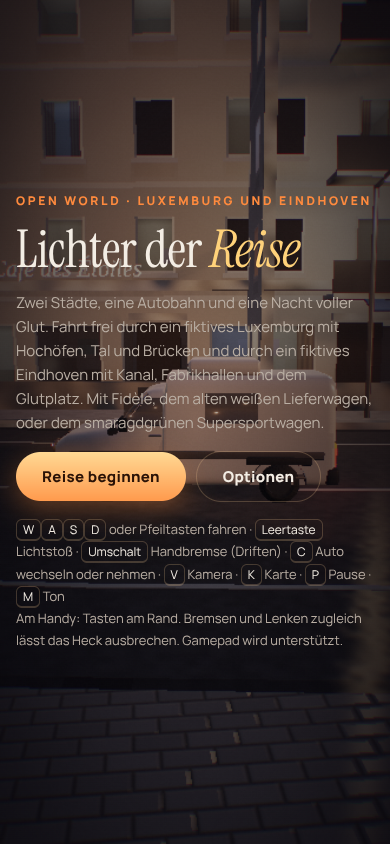 OPEN WORLD · LUXEMBURG UND EINDHOVEN
Lichter der Reise
Café des Étoiles
Zwei Städte, eine Autobahn und eine Nacht voller
Glut. Fahrt frei durch ein fiktives Luxemburg mit
Hochöfen, Tal und Brücken und durch ein fiktives
Eindhoven mit Kanal, Fabrikhallen und dem
Glutplatz. Mit Fidèle, dem alten weißen Lieferwagen,
oder dem smaragdgrünen Supersportwagen.
Reise beginnen Optionen
W A S D oder Pfeiltasten fahren · Leertaste
Lichtstoß · Umschalt Handbremse (Driften) · C Auto
wechseln oder nehmen · V Kamera · K Karte · P Pause ·
M Ton
Am Handy: Tasten am Rand. Bremsen und Lenken zugleich
lässt das Heck ausbrechen. Gamepad wird unterstützt.